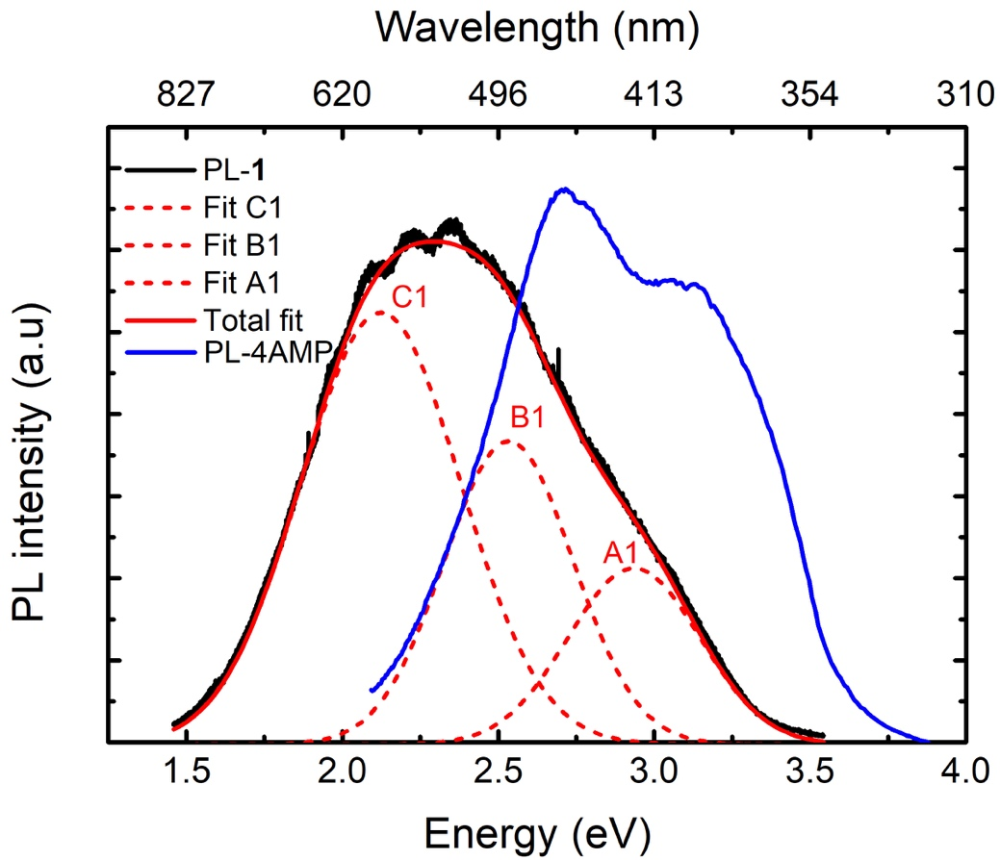 Wavelength (nm)
827 620 496 413 354 310
PL-1
Fit C1
Fit B1
Fit A1
Total fit
PL-4AMP
C1
B1
A1
PL intensity (a.u)
1.5 2.0 2.5 3.0 3.5 4.0
Energy (eV)